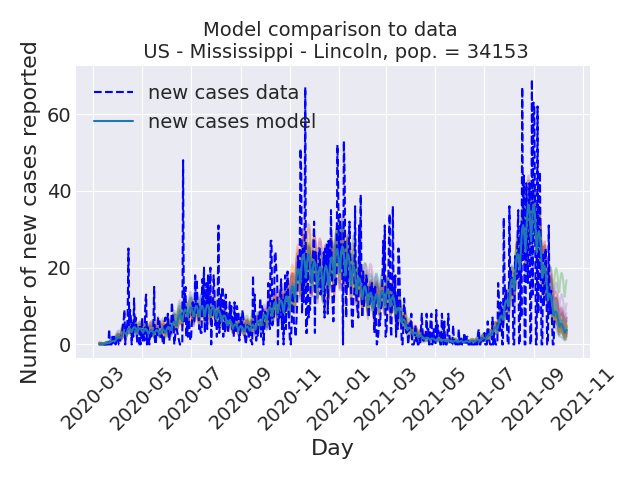 Model comparison to data
US - Mississippi - Lincoln, pop. = 34153
Number of new cases reported
60
40
20
0
new cases data
new cases model
2020-03
2020-05
2020-07
2020-09
2020-11
2021-01
2021-03
2021-05
2021-07
2021-09
2021-11
Day